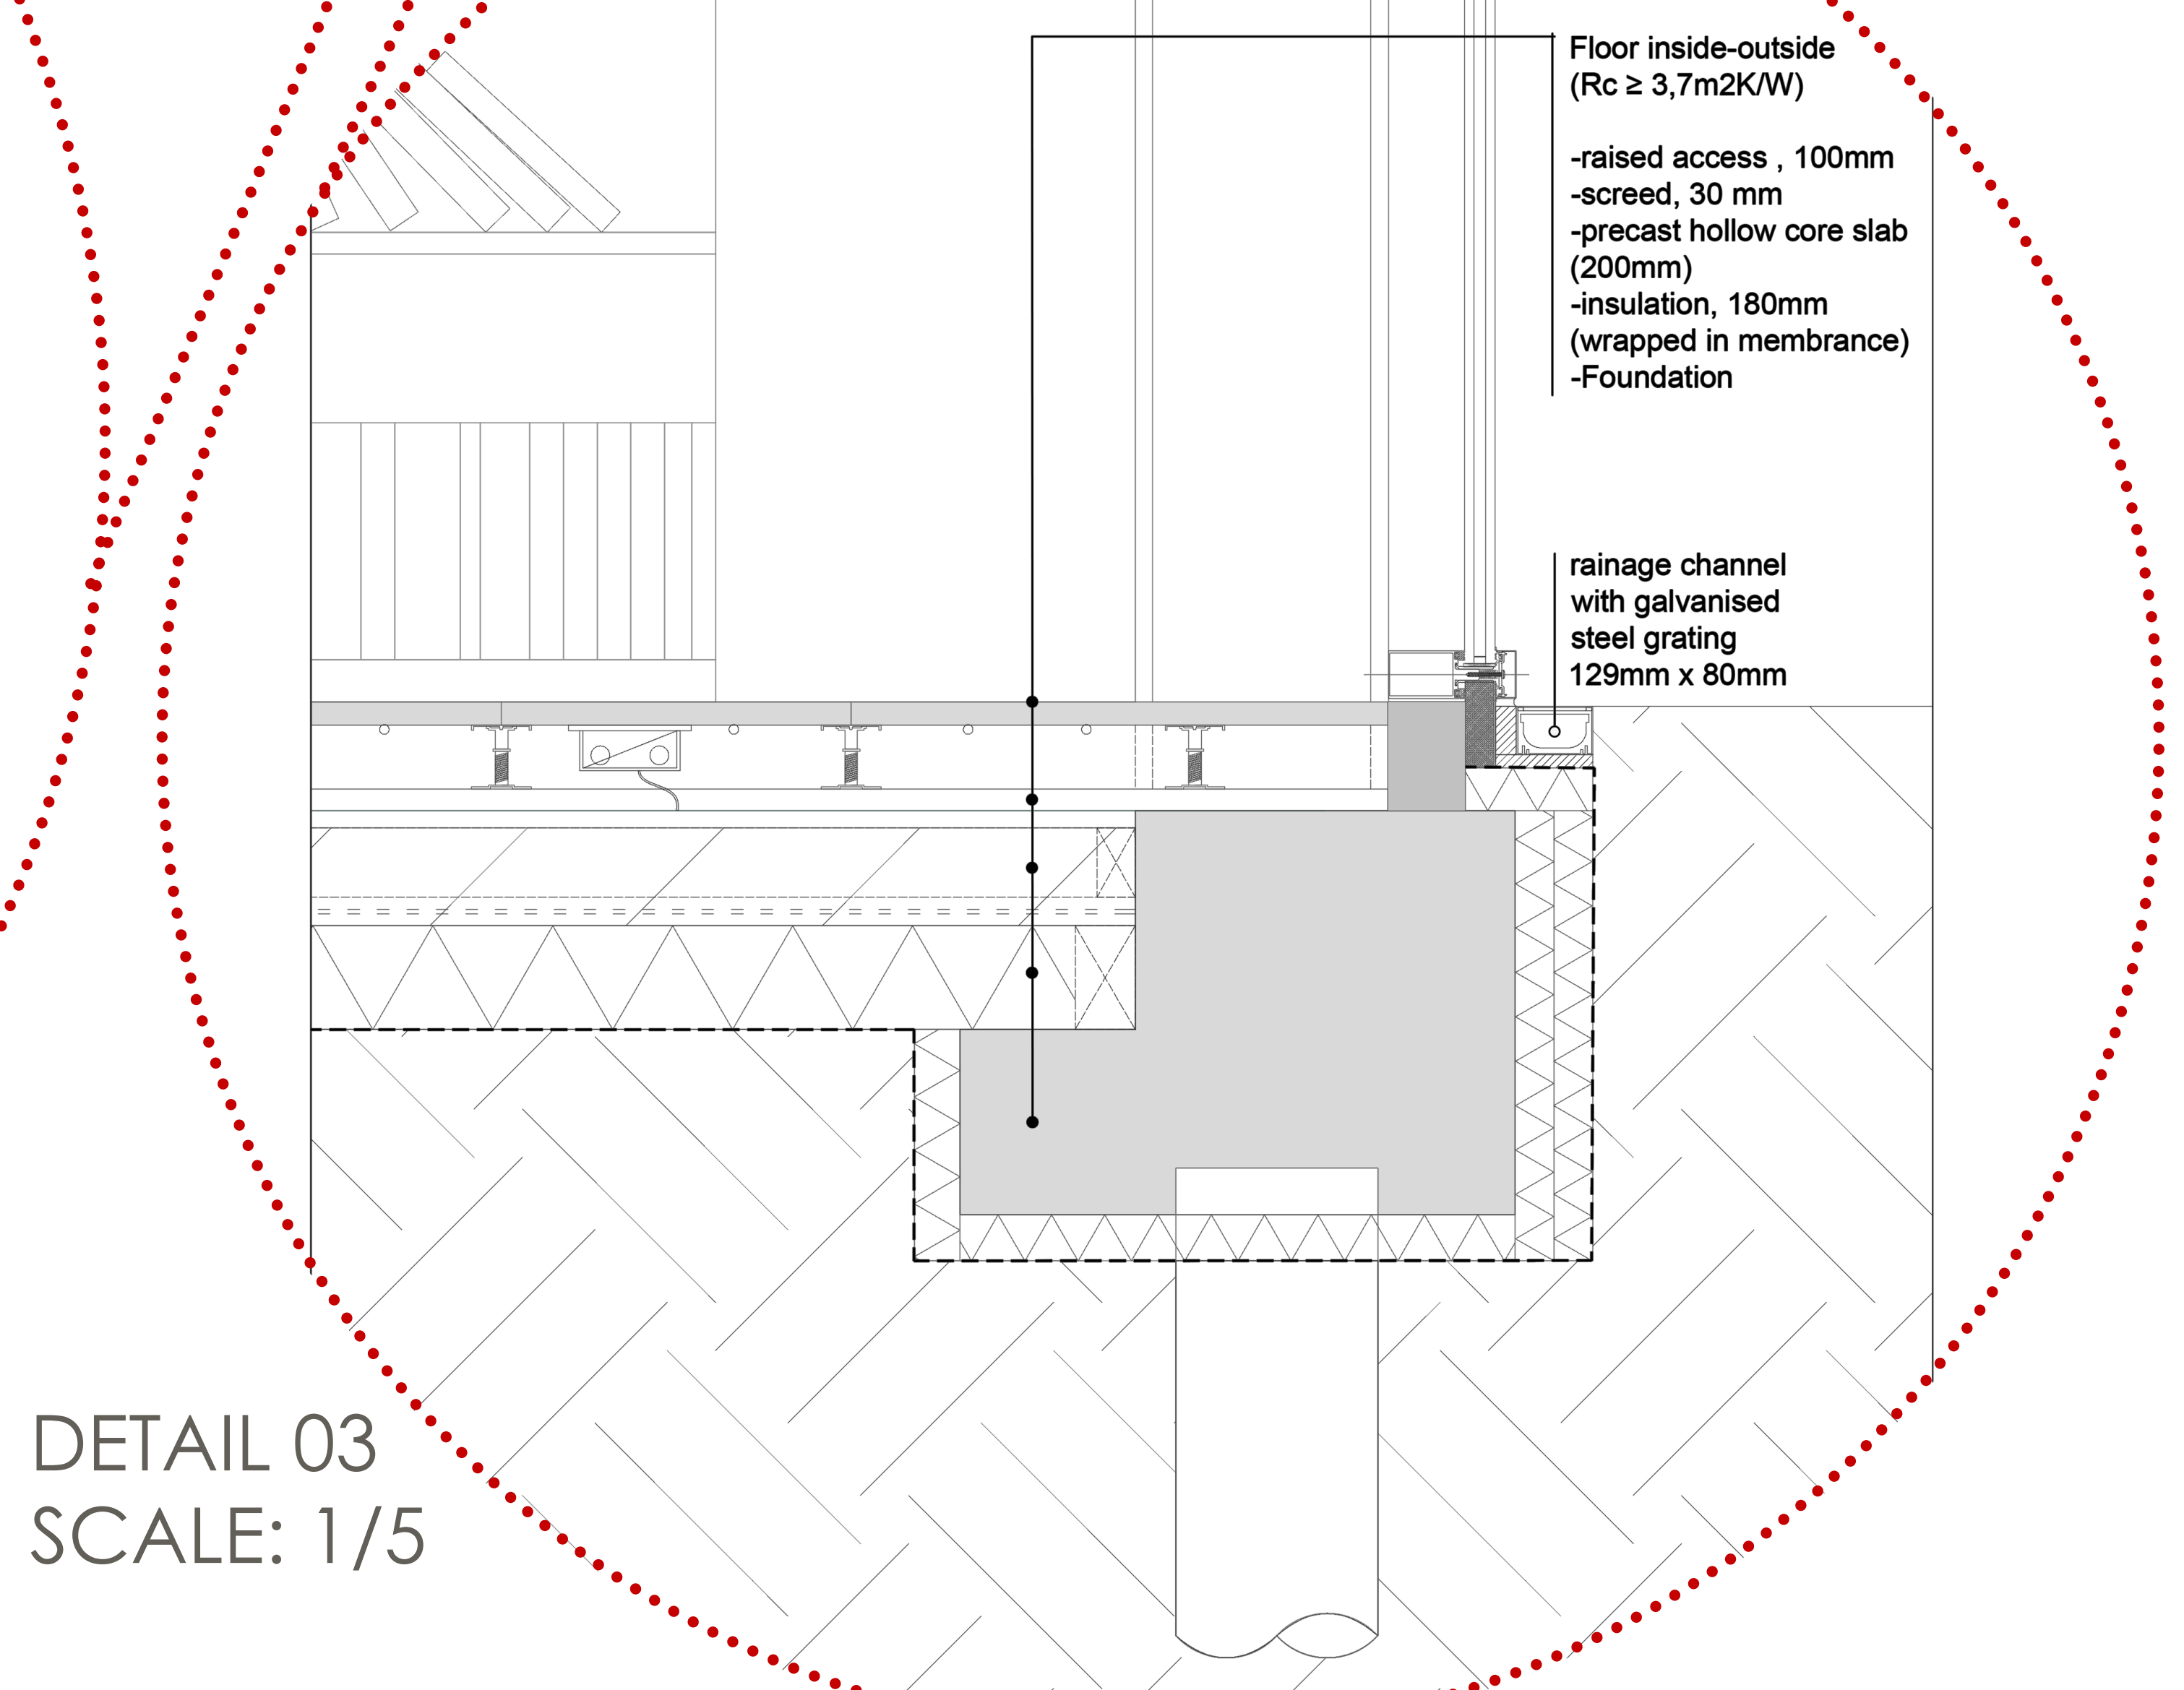 Floor inside-outside
(Rc ≥ 3,7m2K/W)
-raised access , 100mm
-screed, 30 mm
-precast hollow core slab
(200mm)
-insulation, 180mm
(wrapped in membrance)
-Foundation
rainage channel
with galvanised
steel grating
129mm x 80mm
DETAIL 03
SCALE: 1/5